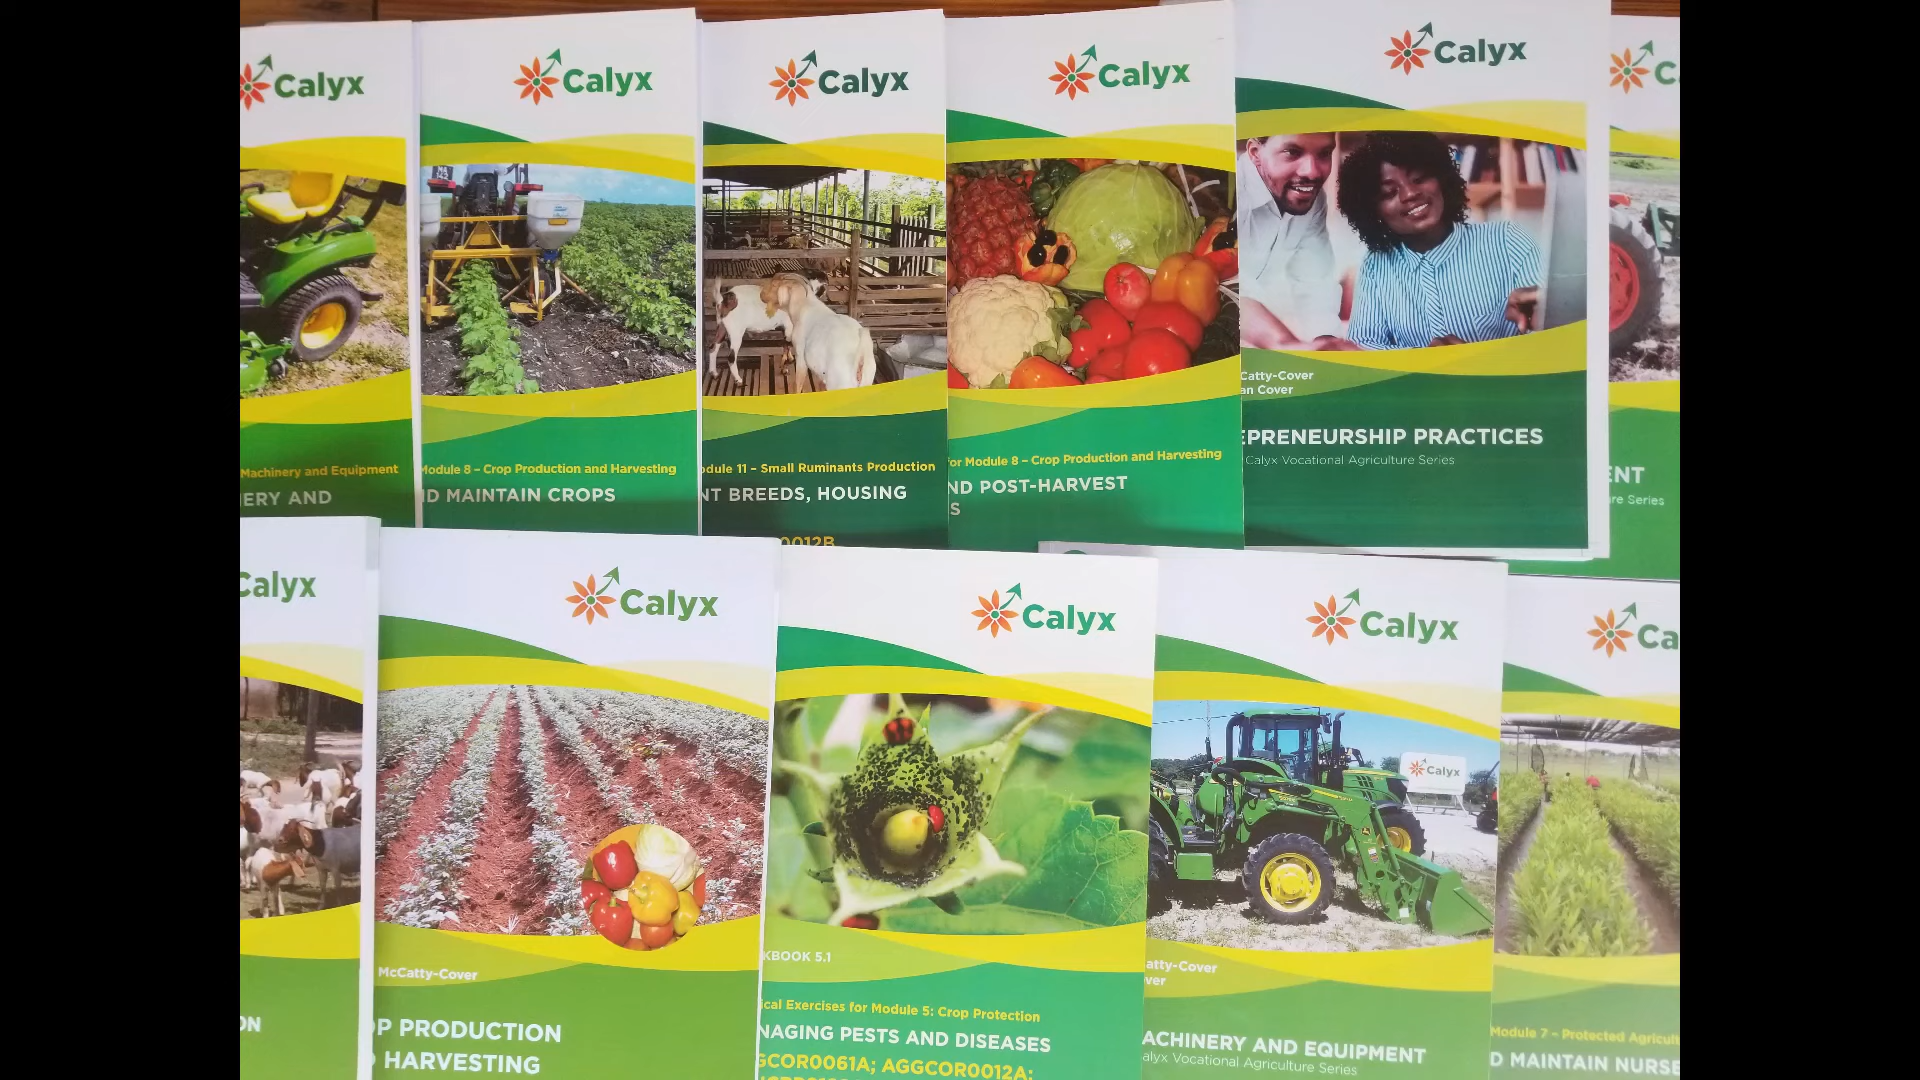 Calyx
Machinery and Equipment
ERY AND
Calyx
Module 8 – Crop Production and Harvesting
D MAINTAIN CROPS
Calyx
odule 11 – Small Ruminants Production
NT BREEDS, HOUSING
0012B
Calyx
or Module 8 – Crop Production and Harvesting
ND POST-HARVEST
S
Calyx
Catty-Cover
an Cover
EPRENEURSHIP PRACTICES
Calyx Vocational Agriculture Series
C
ENT
re Series
Calyx
ON
Calyx
McCatty-Cover
OP PRODUCTION
D HARVESTING
Calyx
KBOOK 5.1
ical Exercises for Module 5: Crop Protection
NAGING PESTS AND DISEASES
GCOR0061A; AGGCOR0012A:
Calyx
Calyx
atty-Cover
ver
ACHINERY AND EQUIPMENT
alyx Vocational Agriculture Series
Ca
Module 7 – Protected Agricult
D MAINTAIN NURSE